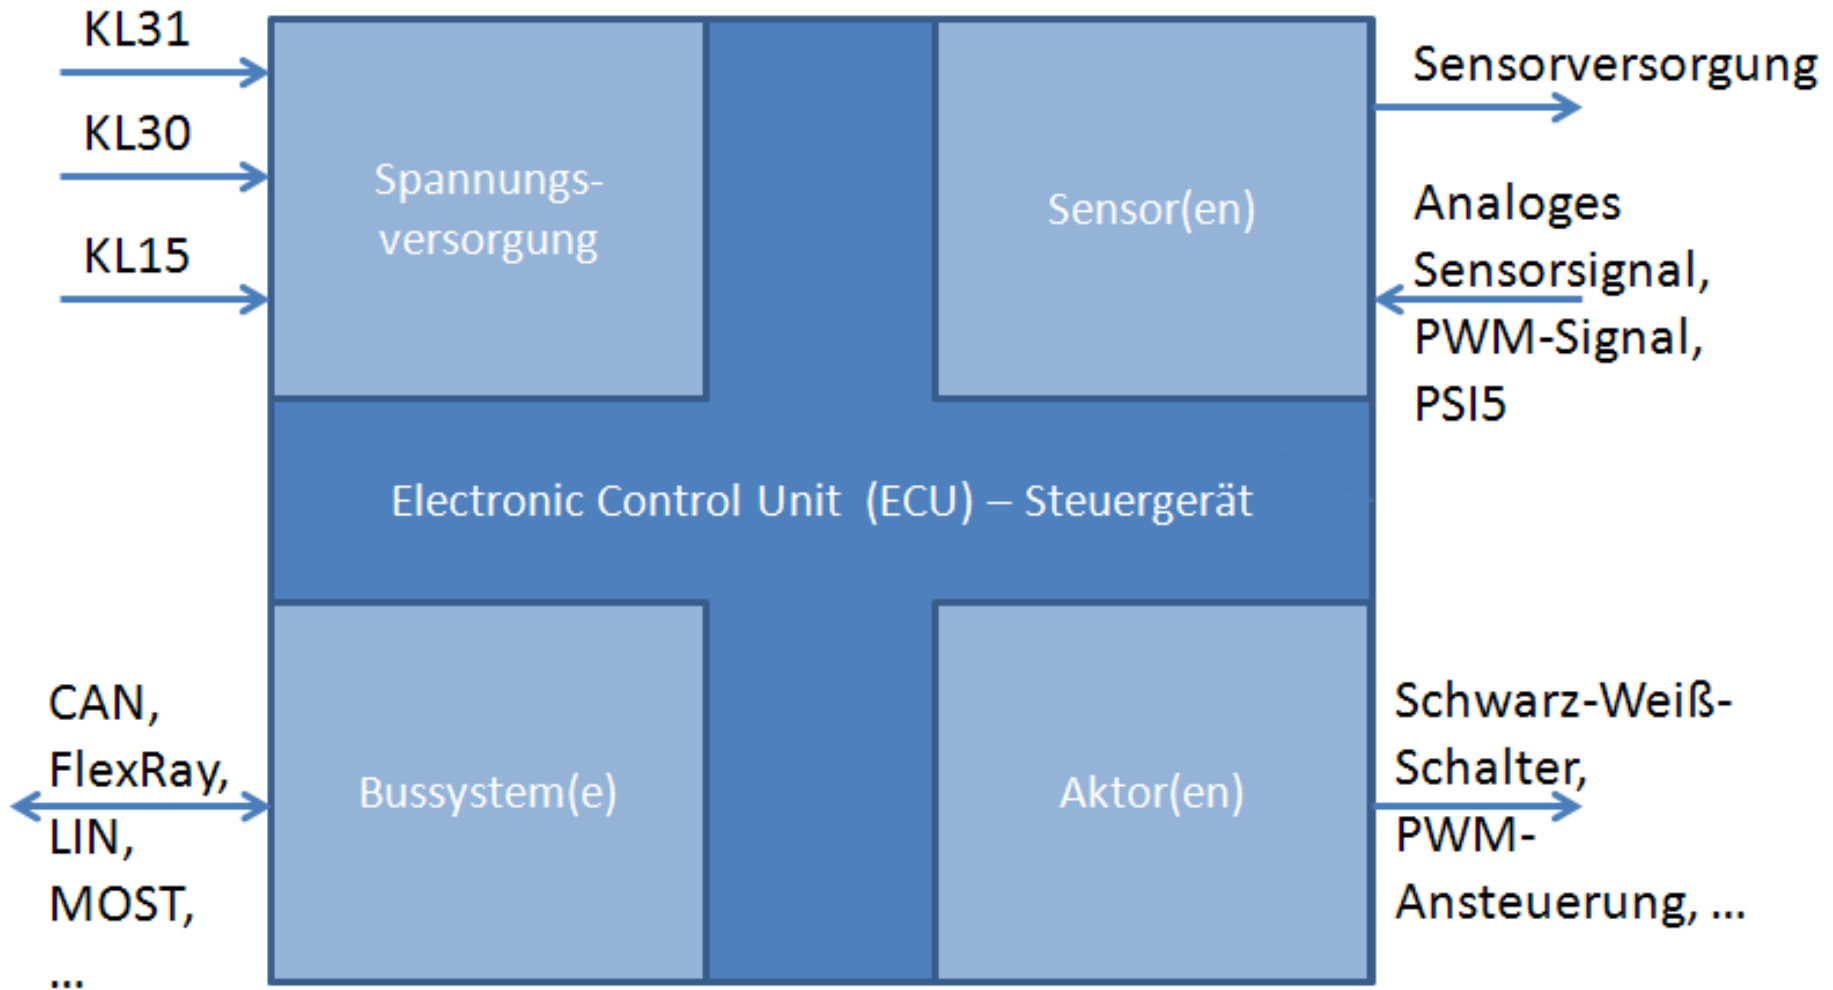 KL31
KL30
KL15
Spannungs-
versorgung
Sensor(en)
Sensorversorgung
Analoges
Sensorsignal,
PWM-Signal,
PSI5
Electronic Control Unit (ECU) – Steuergerät
CAN,
FlexRay,
LIN,
MOST,
...
Bussystem(e)
Aktor(en)
Schwarz-Weiß-
Schalter,
PWM-
Ansteuerung, ...